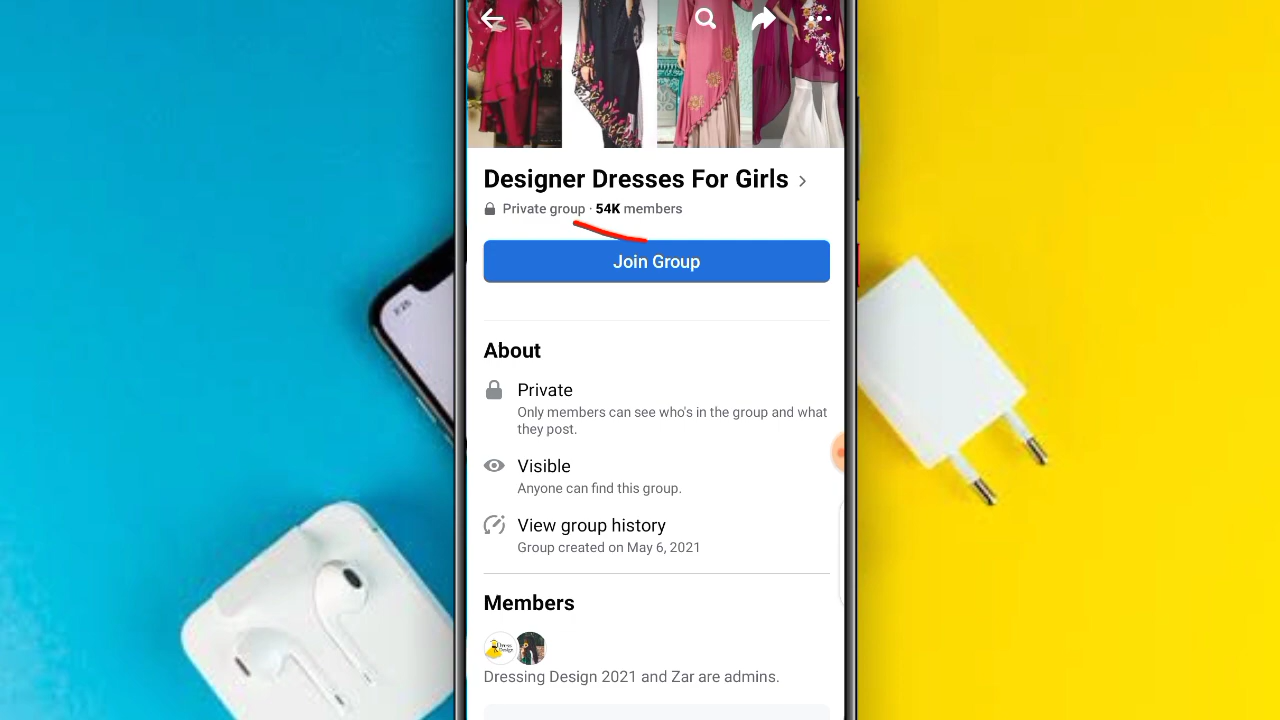 Designer Dresses For Girls
Private group · 54K members
Join Group
About
Private
Only members can see who's in the group and what
they post.
Visible
Anyone can find this group.
View group history
Group created on May 6, 2021
Members
Dressing Design 2021 and Zar are admins.